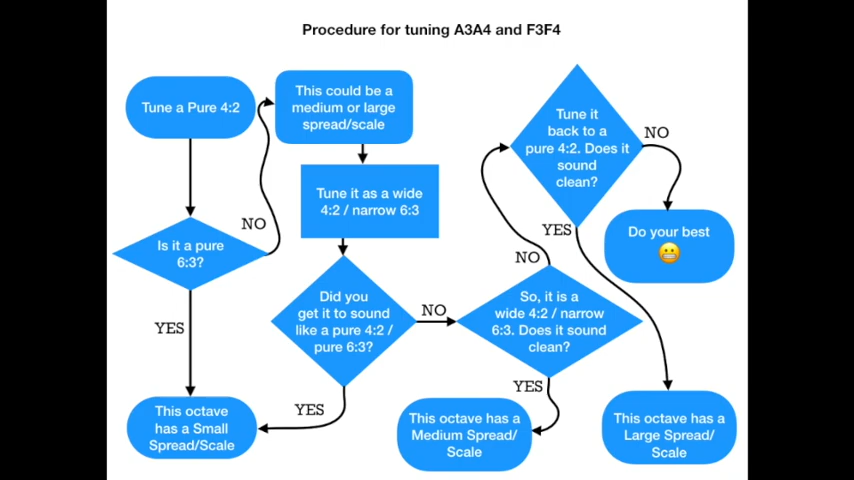 Procedure for tuning A3A4 and F3F4
Tune a Pure 4:2
Is it a pure
6:3?
NO
YES
This octave
has a Small
Spread/Scale
This could be a
medium or large
spread/scale
Tune it as a wide
4:2 / narrow 6:3
Did you
get it to sound
like a pure 4:2 /
pure 6:3?
YES
NO
So, it is a
wide 4:2 / narrow
6:3. Does it sound
clean?
NO
YES
This octave has a
Medium Spread/
Scale
Tune it
back to a
pure 4:2. Does it
sound
clean?
NO
YES
Do your best
This octave has a
Large Spread/
Scale